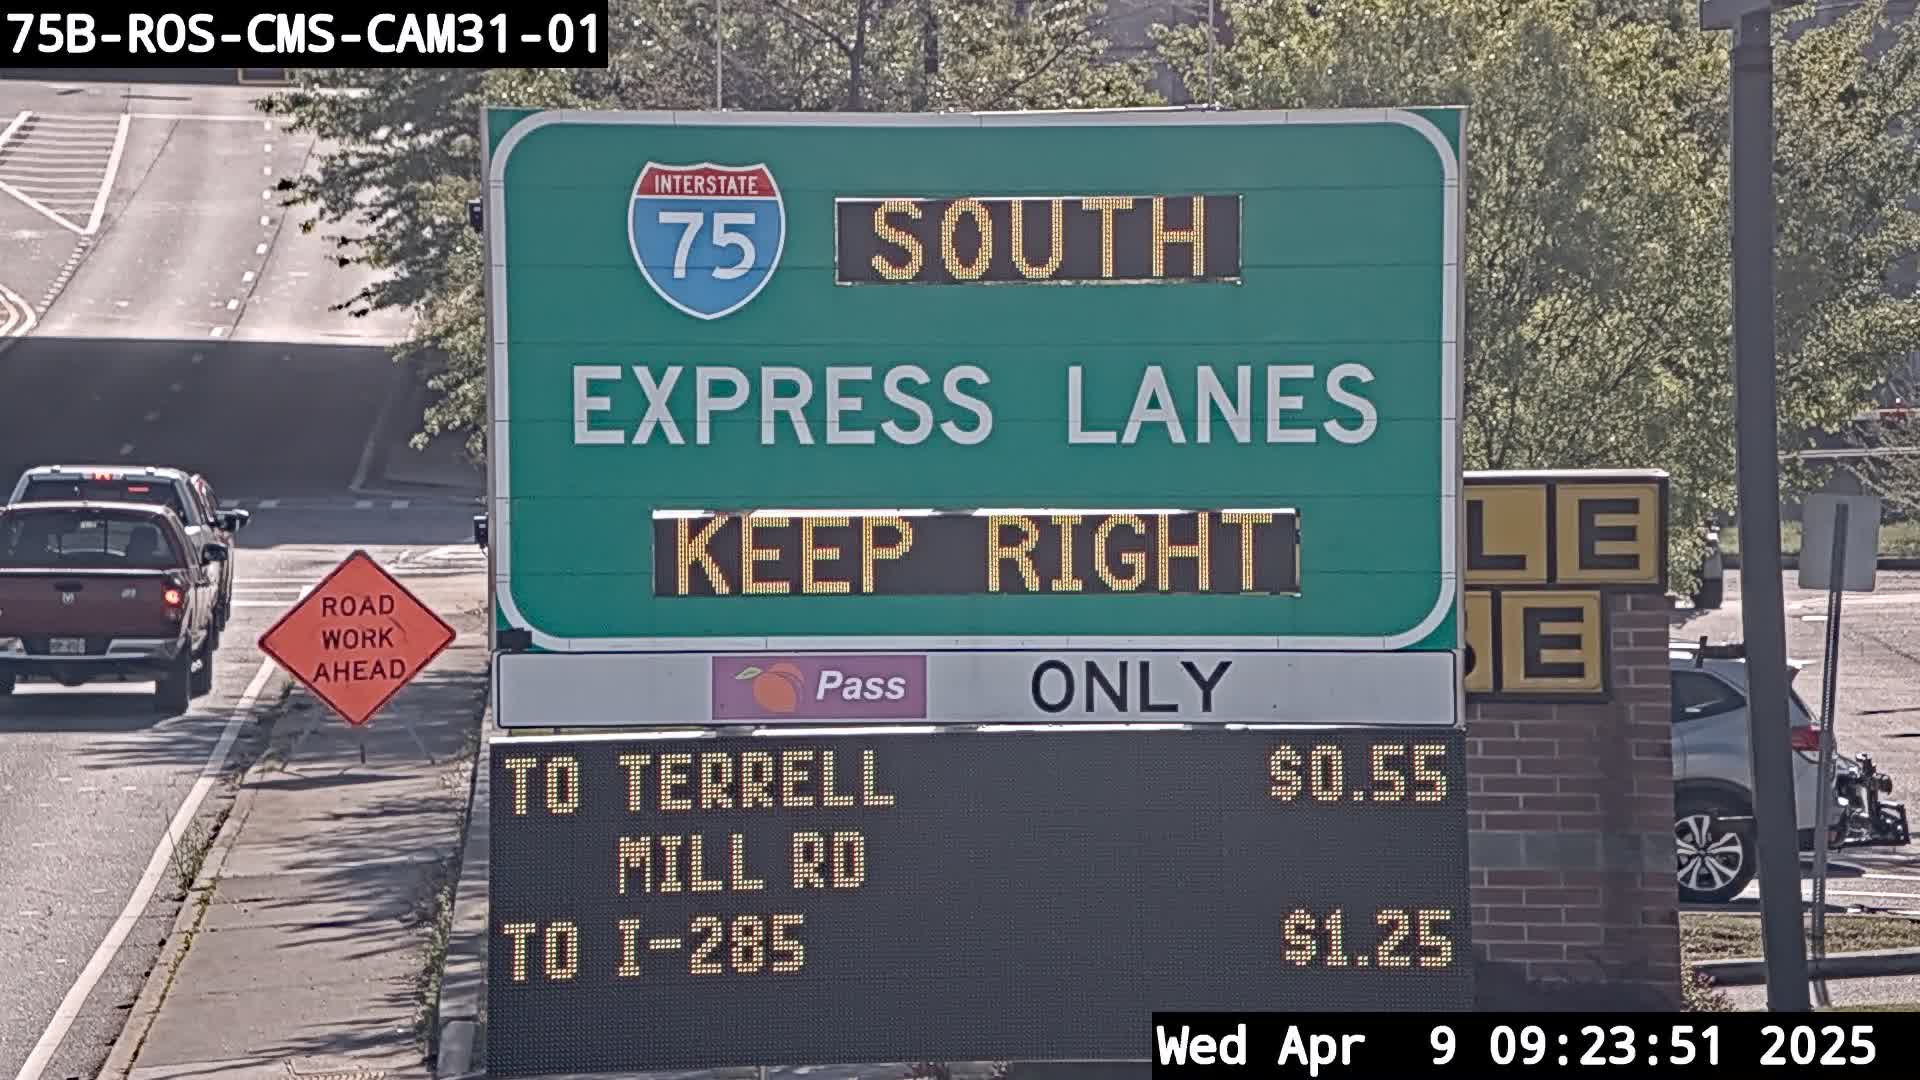 75B-ROS-CMS-CAM31-01
INTERSTATE
75
SOUTH
EXPRESS LANES
KEEP RIGHT
Pass ONLY
TO TERRELL $0.55
MILL RD
TO I-285 $1.25
ROAD
WORK
AHEAD
LE
E
Wed Apr 9 09:23:51 2025